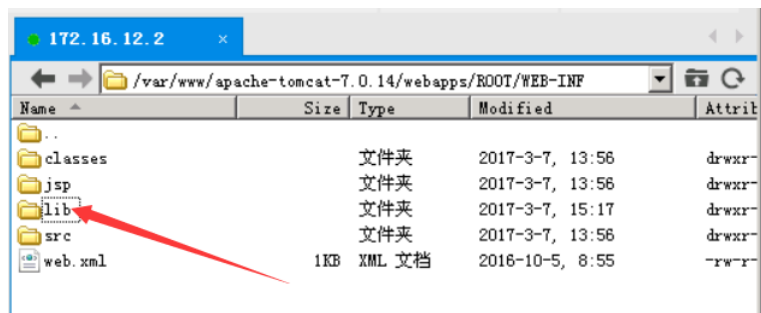 172.16.12.2 ×
/var/www/apache-tomcat-7.0.14/webapps/ROOT/WEB-INF
Name Size Type Modified Attrib
..
classes 文件夹 2017-3-7, 13:56 drwxr-
jsp 文件夹 2017-3-7, 13:56 drwxr-
lib 文件夹 2017-3-7, 15:17 drwxr-
src 文件夹 2017-3-7, 13:56 drwxr-
web.xml 1KB XML 文档 2016-10-5, 8:55 -rw-r-